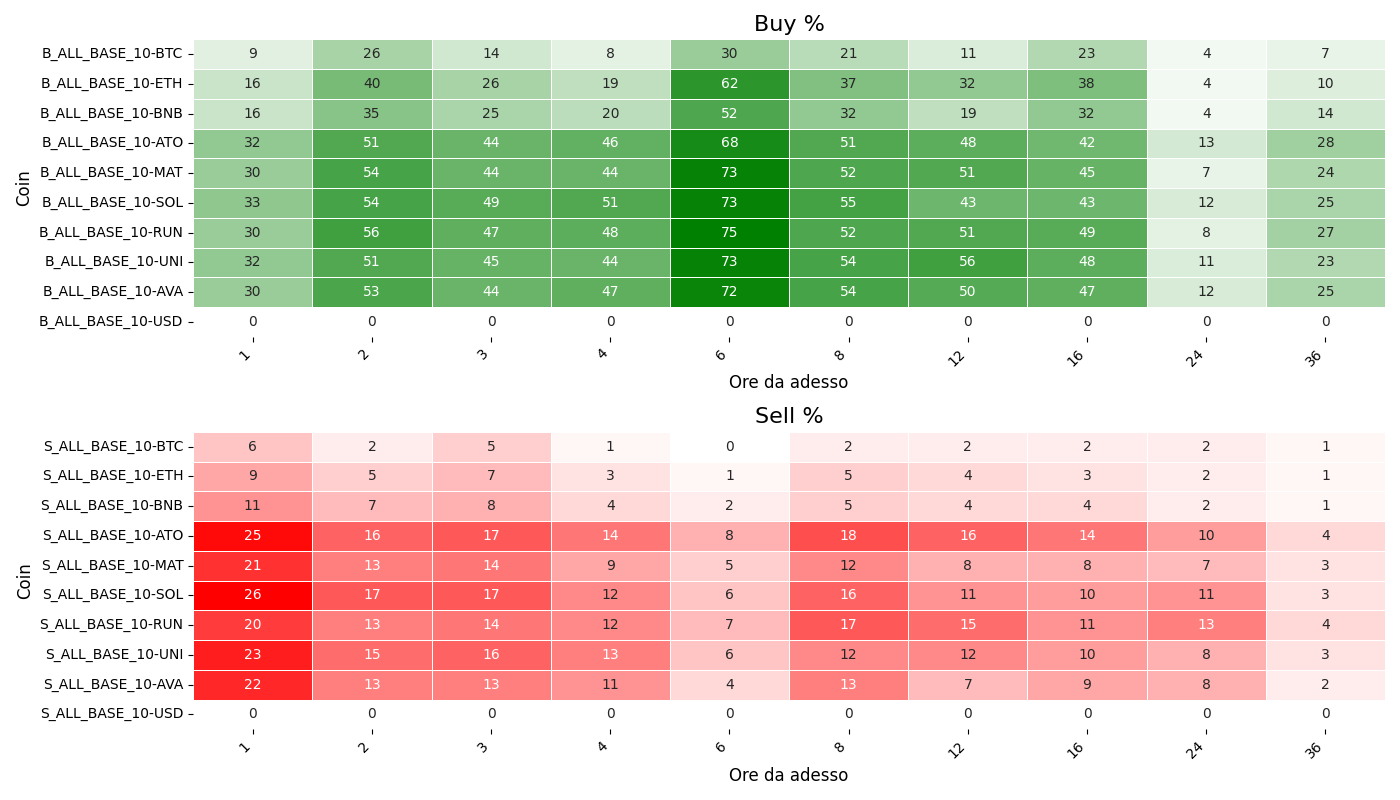 Buy %
Coin
B_ALL_BASE_10-BTC 9 26 14 8 30 21 11 23 4 7
B_ALL_BASE_10-ETH 16 40 26 19 62 37 32 38 4 10
B_ALL_BASE_10-BNB 16 35 25 20 52 32 19 32 4 14
B_ALL_BASE_10-ATO 32 51 44 46 68 51 48 42 13 28
B_ALL_BASE_10-MAT 30 54 44 44 73 52 51 45 7 24
B_ALL_BASE_10-SOL 33 54 49 51 73 55 43 43 12 25
B_ALL_BASE_10-RUN 30 56 47 48 75 52 51 49 8 27
B_ALL_BASE_10-UNI 32 51 45 44 73 54 56 48 11 23
B_ALL_BASE_10-AVA 30 53 44 47 72 54 50 47 12 25
B_ALL_BASE_10-USD 0 0 0 0 0 0 0 0 0 0
1 2 3 4 6 8 12 16 24 36
Ore da adesso
Sell %
Coin
S_ALL_BASE_10-BTC 6 2 5 1 0 2 2 2 2 1
S_ALL_BASE_10-ETH 9 5 7 3 1 5 4 3 2 1
S_ALL_BASE_10-BNB 11 7 8 4 2 5 4 4 2 1
S_ALL_BASE_10-ATO 25 16 17 14 8 18 16 14 10 4
S_ALL_BASE_10-MAT 21 13 14 9 5 12 8 8 7 3
S_ALL_BASE_10-SOL 26 17 17 12 6 16 11 10 11 3
S_ALL_BASE_10-RUN 20 13 14 12 7 17 15 11 13 4
S_ALL_BASE_10-UNI 23 15 16 13 6 12 12 10 8 3
S_ALL_BASE_10-AVA 22 13 13 11 4 13 7 9 8 2
S_ALL_BASE_10-USD 0 0 0 0 0 0 0 0 0 0
1 2 3 4 6 8 12 16 24 36
Ore da adesso